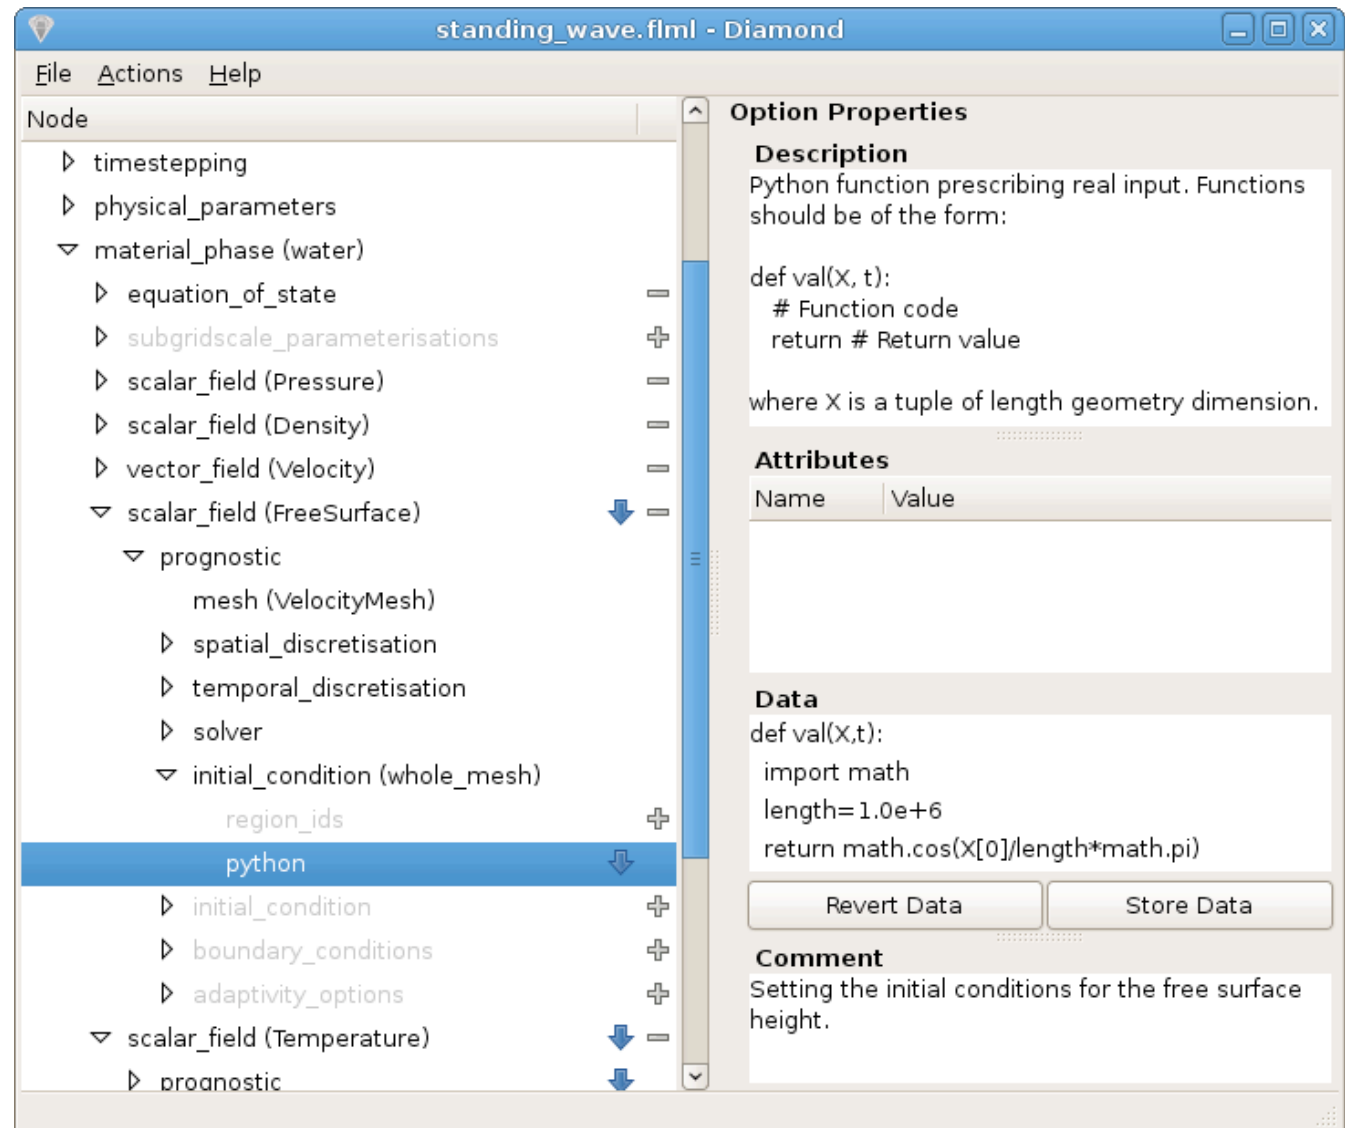 standing_wave.flml - Diamond
File Actions Help
Node
timestepping
physical_parameters
material_phase (water)
equation_of_state
subgridscale_parameterisations
scalar_field (Pressure)
scalar_field (Density)
vector_field (Velocity)
scalar_field (FreeSurface)
prognostic
mesh (VelocityMesh)
spatial_discretisation
temporal_discretisation
solver
initial_condition (whole_mesh)
region_ids
python
initial_condition
boundary_conditions
adaptivity_options
scalar_field (Temperature)
prognostic
Option Properties
Description
Python function prescribing real input. Functions
should be of the form:
def val(X, t):
# Function code
return # Return value
where X is a tuple of length geometry dimension.
Attributes
Name Value
Data
def val(X,t):
import math
length=1.0e+6
return math.cos(X[0]/length*math.pi)
Revert Data Store Data
Comment
Setting the initial conditions for the free surface
height.